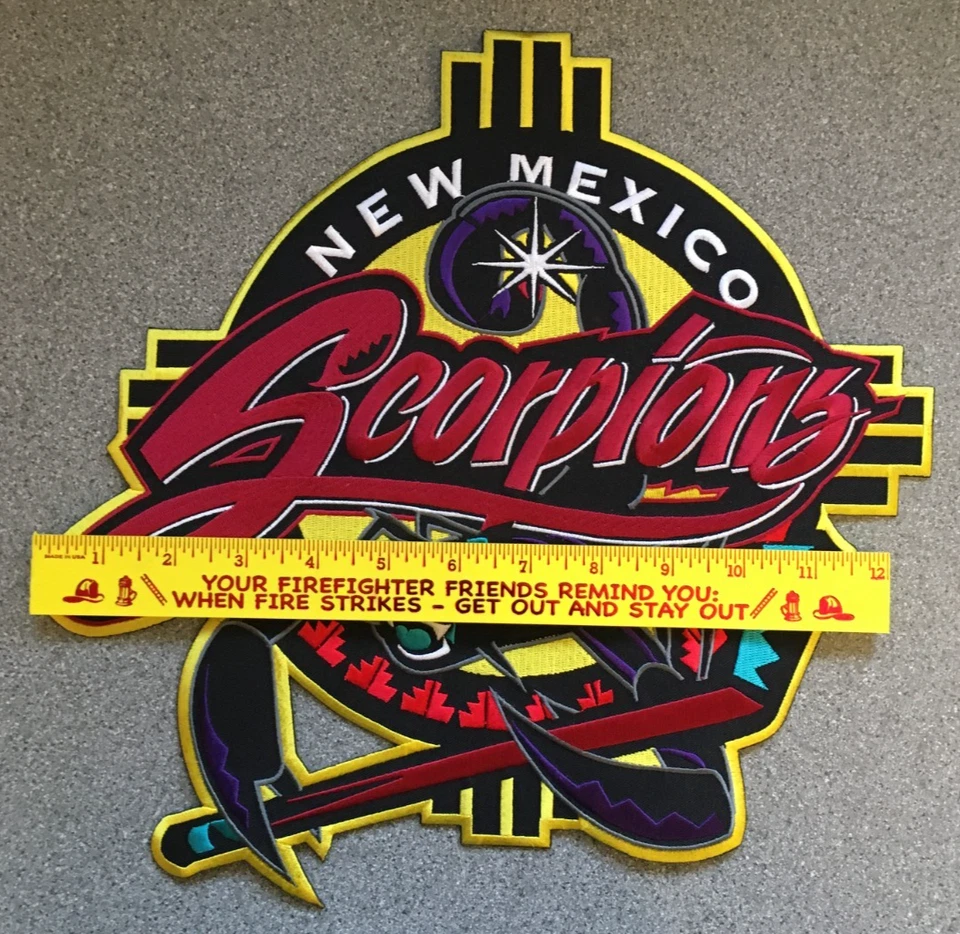 NEW MEXICO
Scorpions
MADE IN USA 1 2 3 4 5 6 7 8 9 10 11 12
YOUR FIREFIGHTER FRIENDS REMIND YOU:
WHEN FIRE STRIKES - GET OUT AND STAY OUT